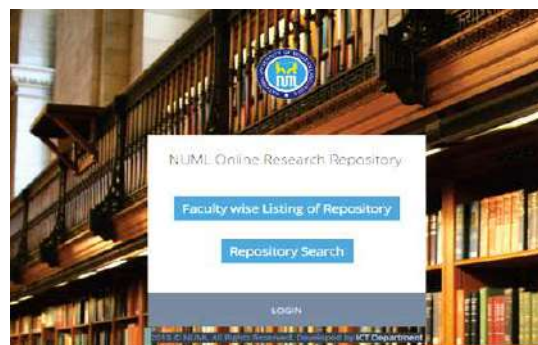 NUML Online Research Repository
Faculty wise Listing of Repository
Repository Search
LOGIN
2018 © NUML. All Rights Reserved. Developed by ICT Department